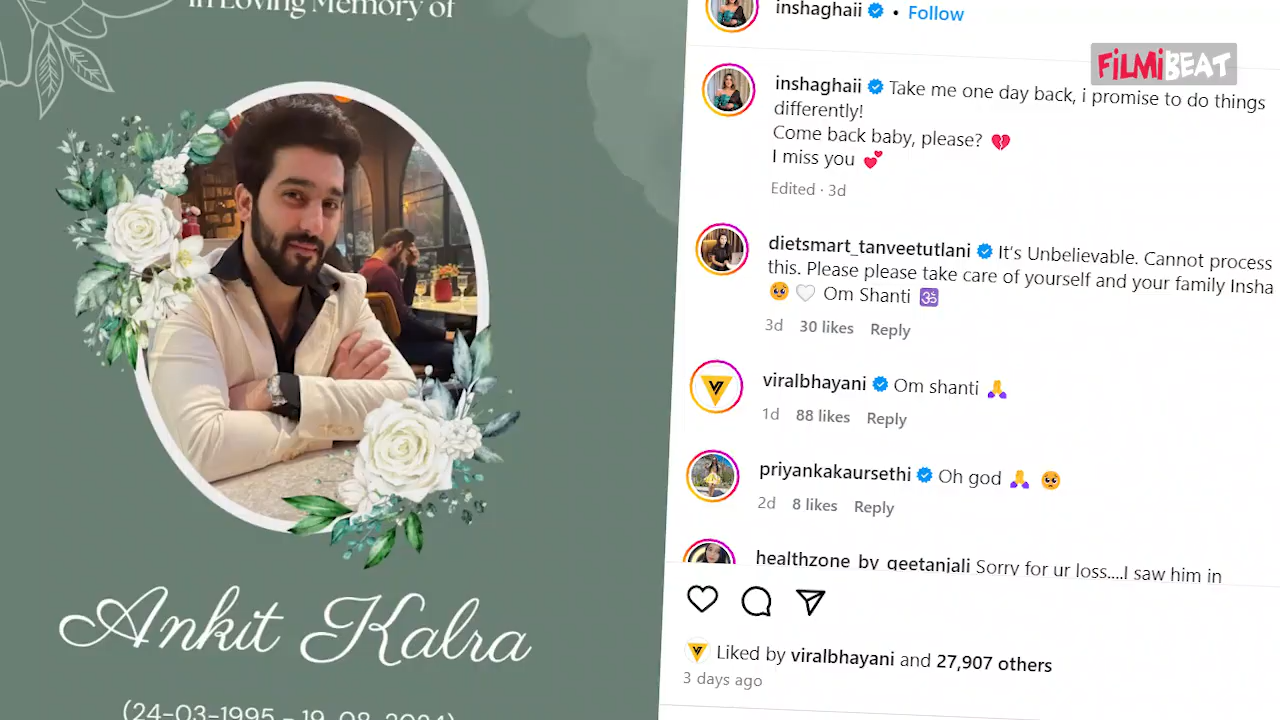 In Loving Memory of
Ankit Kalra
(24-03-1995 - 19-08-2024)
inshaghaii • Follow
FiLMiBEAT
inshaghaii Take me one day back, i promise to do things
differently!
Come back baby, please? 💔
I miss you 💕
Edited · 3d
dietsmart_tanveetutlani It's Unbelievable. Cannot process
this. Please please take care of yourself and your family Insha
🥺 🤍 Om Shanti 🕉
3d 30 likes Reply
viralbhayani Om shanti 🙏
1d 88 likes Reply
priyankakaursethi Oh god 🙏 🥺
2d 8 likes Reply
healthzone_by_geetanjali Sorry for ur loss....I saw him in
Liked by viralbhayani and 27,907 others
3 days ago